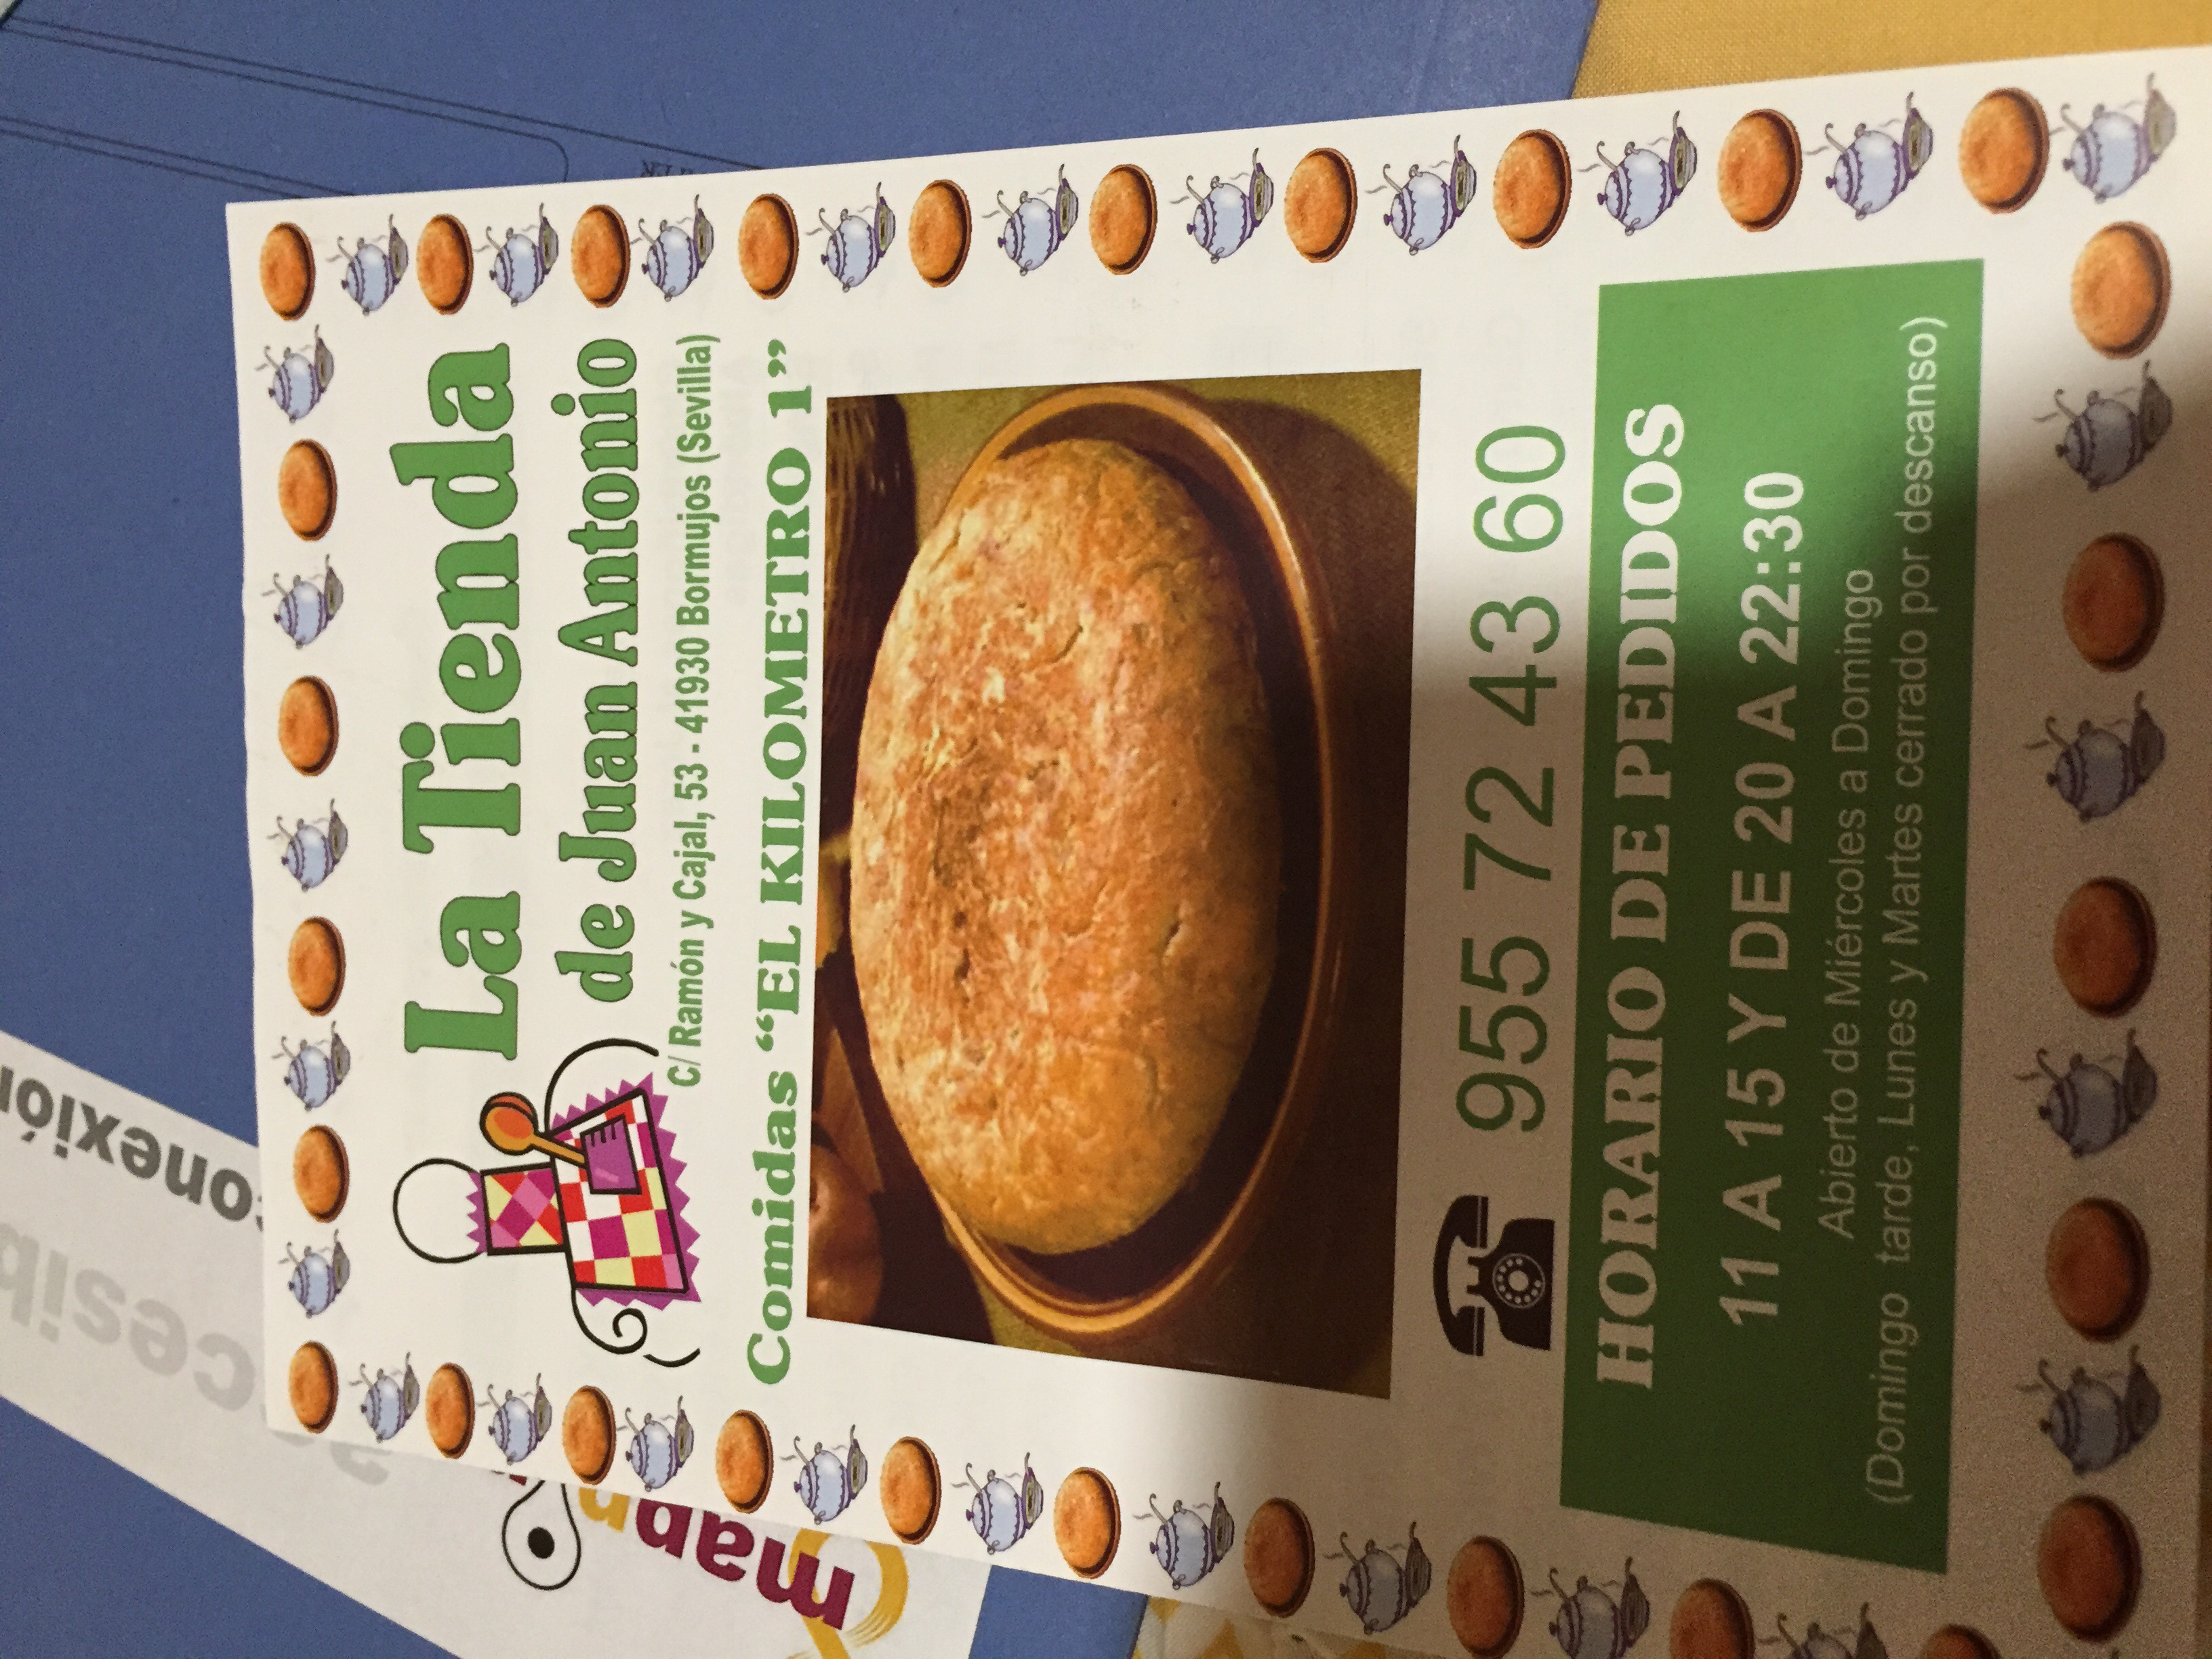 accesib
conexión
La Tienda
de Juan Antonio
C/ Ramón y Cajal, 53 - 41930 Bormujos (Sevilla)
Comidas “EL KILOMETRO 1”
955 72 43 60
HORARIO DE PEDIDOS
11 A 15 Y DE 20 A 22:30
Abierto de Miércoles a Domingo
(Domingo tarde, Lunes y Martes cerrado por descanso)